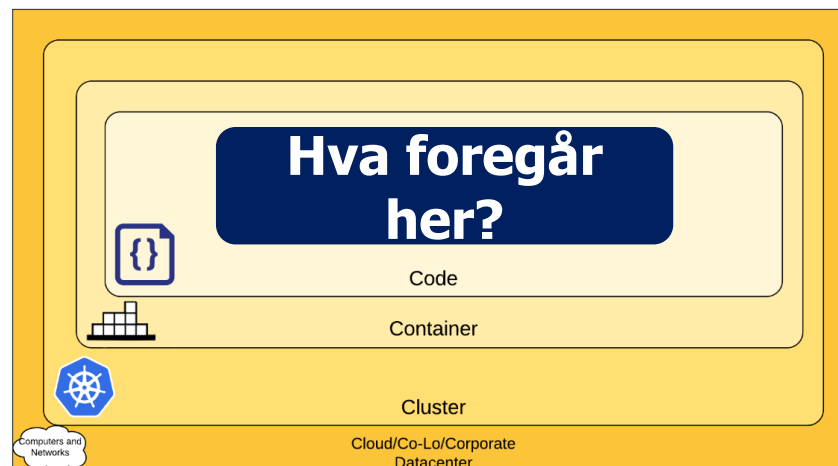 Hva foregår
her?
{}
Code
Container
Cluster
Computers and
Networks
Cloud/Co-Lo/Corporate
Datacenter